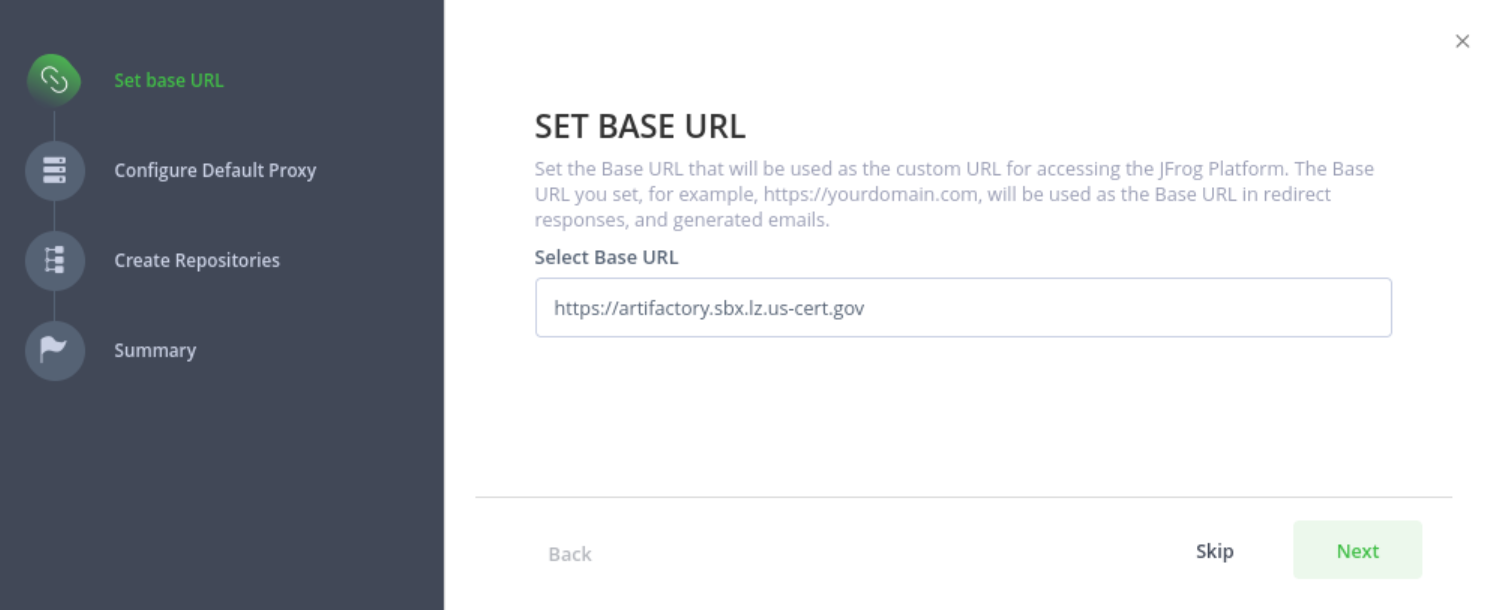 Set base URL
Configure Default Proxy
Create Repositories
Summary
SET BASE URL
Set the Base URL that will be used as the custom URL for accessing the JFrog Platform. The Base
URL you set, for example, https://yourdomain.com, will be used as the Base URL in redirect
responses, and generated emails.
Select Base URL
https://artifactory.sbx.lz.us-cert.gov
Back
Skip
Next